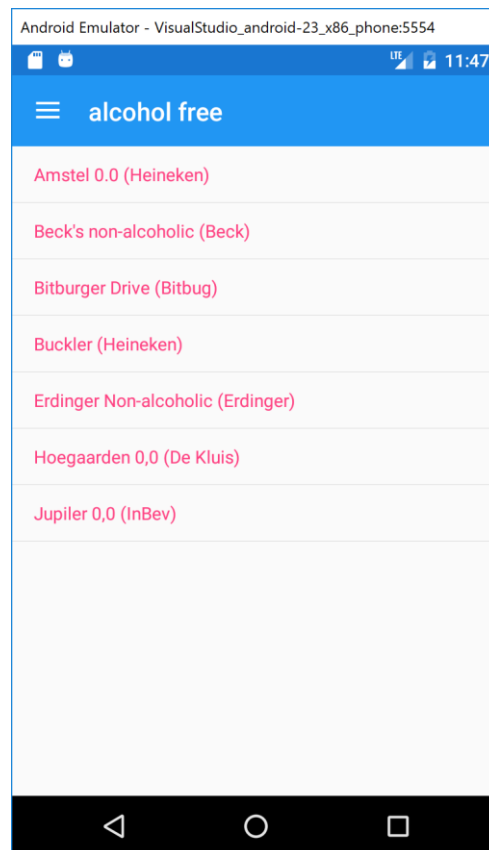 Android Emulator - VisualStudio_android-23_x86_phone:5554
LTE 11:47
alcohol free
Amstel 0.0 (Heineken)
Beck's non-alcoholic (Beck)
Bitburger Drive (Bitbug)
Buckler (Heineken)
Erdinger Non-alcoholic (Erdinger)
Hoegaarden 0,0 (De Kluis)
Jupiler 0,0 (InBev)